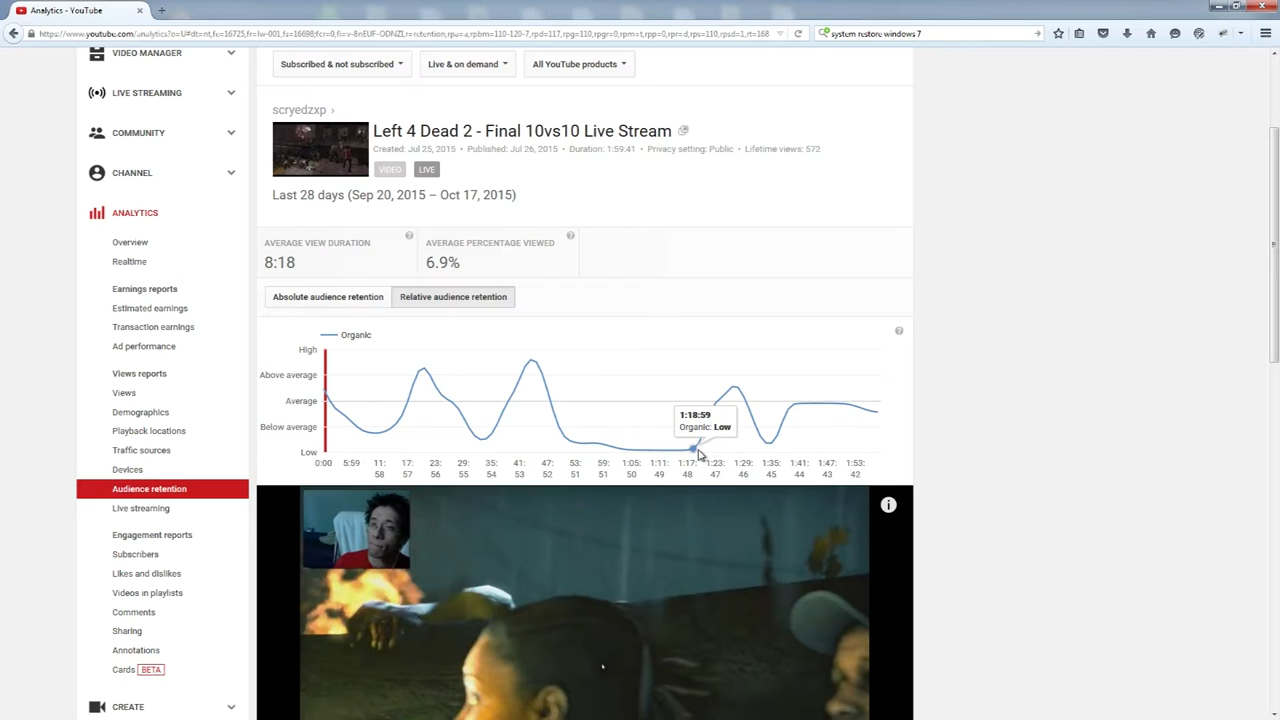 Analytics - YouTube
system restore windows 7
VIDEO MANAGER
LIVE STREAMING
COMMUNITY
CHANNEL
ANALYTICS
Overview
Realtime
Earnings reports
Estimated earnings
Transaction earnings
Ad performance
Views reports
Views
Demographics
Playback locations
Traffic sources
Devices
Audience retention
Live streaming
Engagement reports
Subscribers
Likes and dislikes
Videos in playlists
Comments
Sharing
Annotations
Cards BETA
CREATE
Subscribed & not subscribed
Live & on demand
All YouTube products
scryedzxp ›
Left 4 Dead 2 - Final 10vs10 Live Stream
Created: Jul 25, 2015 • Published: Jul 26, 2015 • Duration: 1:59:41 • Privacy setting: Public • Lifetime views: 572
VIDEO LIVE
Last 28 days (Sep 20, 2015 – Oct 17, 2015)
AVERAGE VIEW DURATION ?
8:18
AVERAGE PERCENTAGE VIEWED ?
6.9%
Absolute audience retention
Relative audience retention
Organic
?
High
Above average
Average
Below average
Low
1:18:59
Organic: Low
0:00 5:59 11: 17: 23: 29: 35: 41: 47: 53: 59: 1:05: 1:11: 1:17: 1:23: 1:29: 1:35: 1:41: 1:47: 1:53:
58 57 56 55 54 53 52 51 51 50 49 48 47 46 45 44 43 42